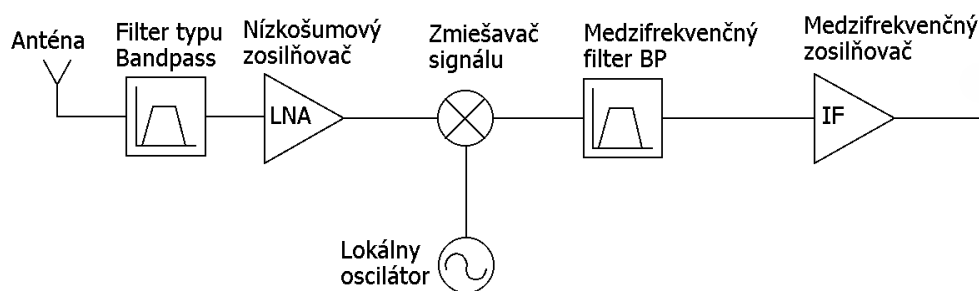 Anténa
Filter typu
Bandpass
Nízkošumový
zosilňovač
Zmiešavač
signálu
Medzifrekvenčný
filter BP
Medzifrekvenčný
zosilňovač
LNA
IF
Lokálny
oscilátor